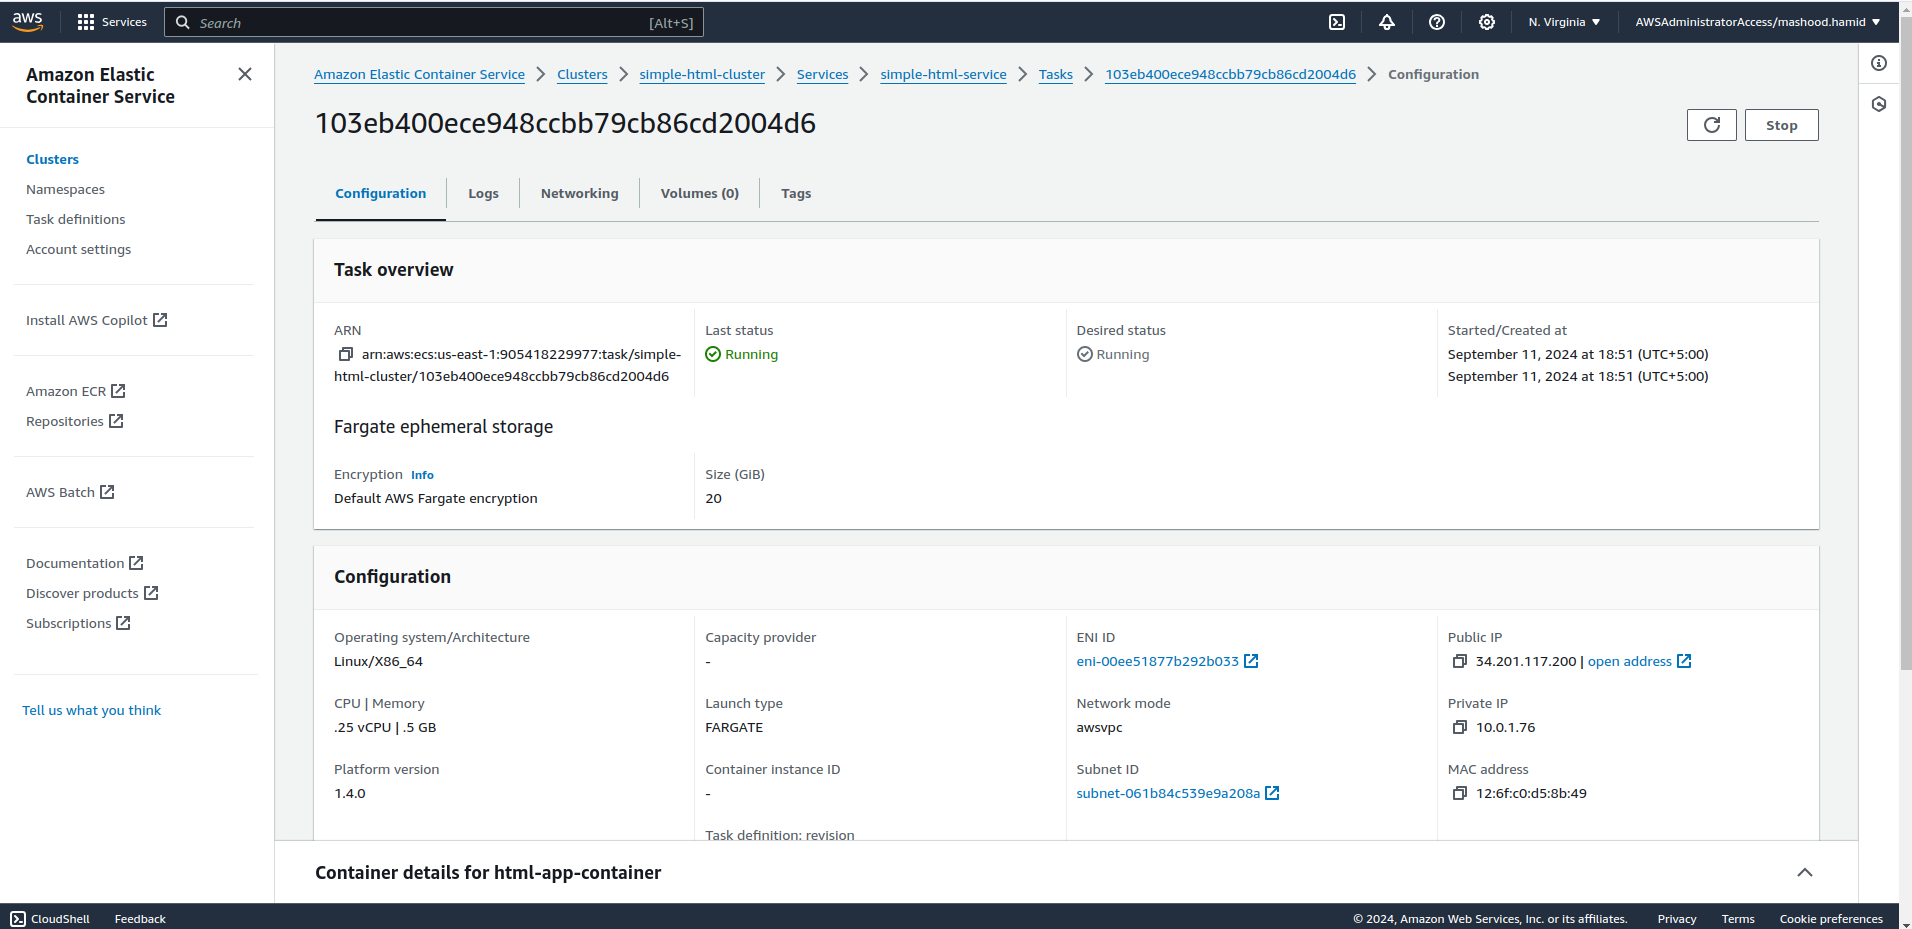 aws
Services
Search
[Alt+S]
N. Virginia
AWSAdministratorAccess/mashood.hamid
Amazon Elastic
Container Service
Clusters
Namespaces
Task definitions
Account settings
Install AWS Copilot
Amazon ECR
Repositories
AWS Batch
Documentation
Discover products
Subscriptions
Tell us what you think
Amazon Elastic Container Service > Clusters > simple-html-cluster > Services > simple-html-service > Tasks > 103eb400ece948ccbb79cb86cd2004d6 > Configuration
103eb400ece948ccbb79cb86cd2004d6
Stop
Configuration
Logs
Networking
Volumes (0)
Tags
Task overview
ARN
arn:aws:ecs:us-east-1:905418229977:task/simple-
html-cluster/103eb400ece948ccbb79cb86cd2004d6
Last status
Running
Desired status
Running
Started/Created at
September 11, 2024 at 18:51 (UTC+5:00)
September 11, 2024 at 18:51 (UTC+5:00)
Fargate ephemeral storage
Encryption Info
Default AWS Fargate encryption
Size (GiB)
20
Configuration
Operating system/Architecture
Linux/X86_64
CPU | Memory
.25 vCPU | .5 GB
Platform version
1.4.0
Capacity provider
-
Launch type
FARGATE
Container instance ID
-
Task definition: revision
ENI ID
eni-00ee51877b292b033
Network mode
awsvpc
Subnet ID
subnet-061b84c539e9a208a
Public IP
34.201.117.200 | open address
Private IP
10.0.1.76
MAC address
12:6f:c0:d5:8b:49
Container details for html-app-container
CloudShell
Feedback
© 2024, Amazon Web Services, Inc. or its affiliates.
Privacy
Terms
Cookie preferences